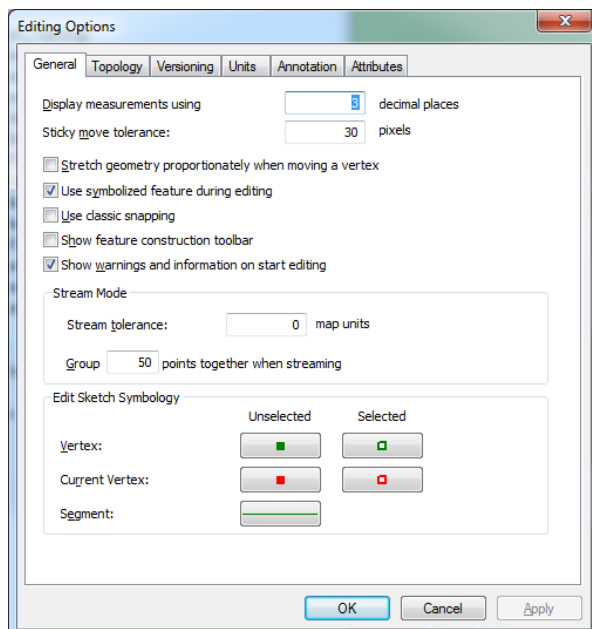 Editing Options
General Topology Versioning Units Annotation Attributes
Display measurements using 3 decimal places
Sticky move tolerance: 30 pixels
Stretch geometry proportionately when moving a vertex
Use symbolized feature during editing
Use classic snapping
Show feature construction toolbar
Show warnings and information on start editing
Stream Mode
Stream tolerance: 0 map units
Group 50 points together when streaming
Edit Sketch Symbology
Unselected Selected
Vertex:
Current Vertex:
Segment:
OK Cancel Apply